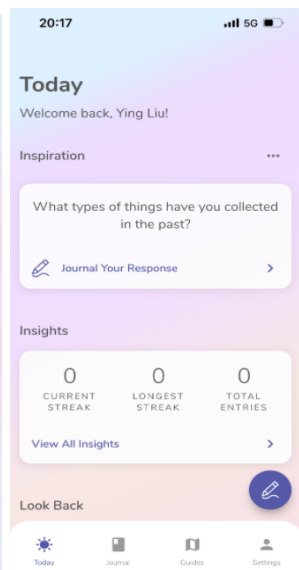 20:17 5G
Today
Welcome back, Ying Liu!
Inspiration
What types of things have you collected
in the past?
Journal Your Response
Insights
0 0 0
CURRENT LONGEST TOTAL
STREAK STREAK ENTRIES
View All Insights
Look Back
Today Journal Guides Settings